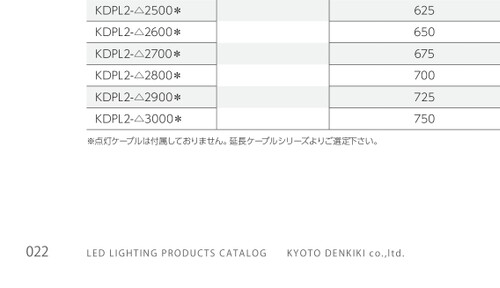 KDPL2-△2500＊ 625
KDPL2-△2600＊ 650
KDPL2-△2700＊ 675
KDPL2-△2800＊ 700
KDPL2-△2900＊ 725
KDPL2-△3000＊ 750
※点灯ケーブルは付属しておりません。延長ケーブルシリーズよりご選定下さい。
022 LED LIGHTING PRODUCTS CATALOG KYOTO DENKIKI co.,ltd.